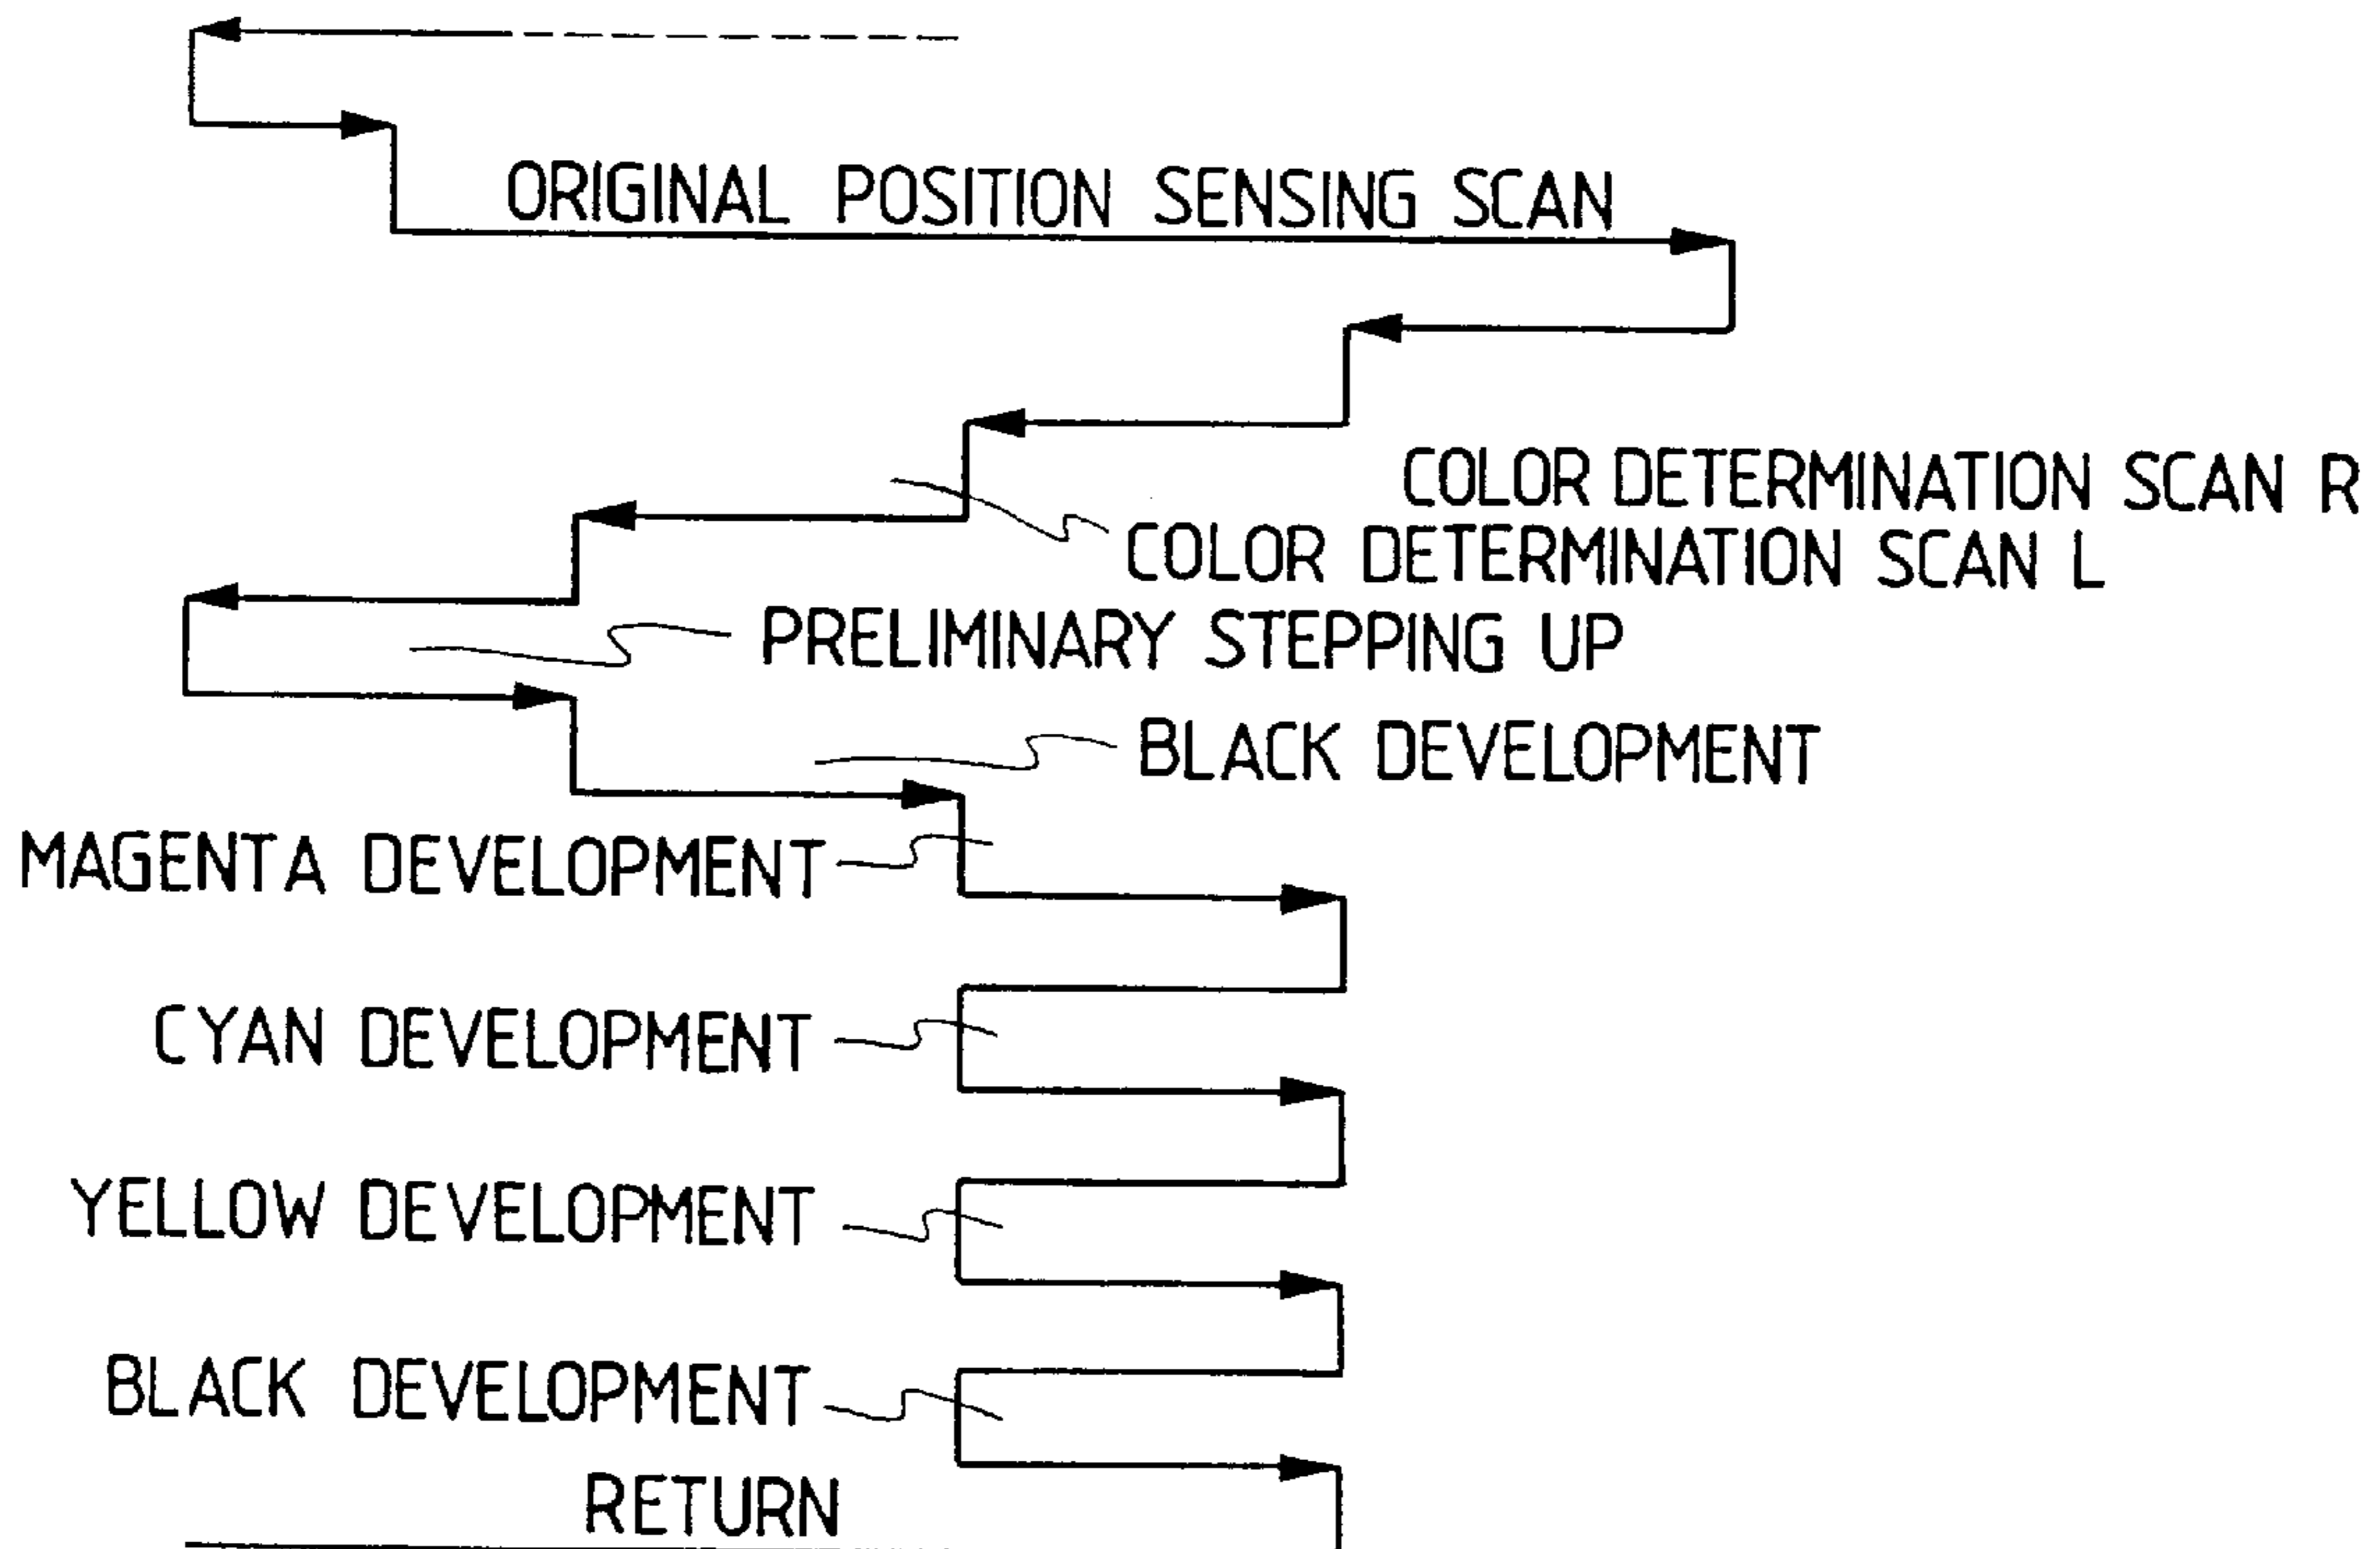 ORIGINAL POSITION SENSING SCAN
COLOR DETERMINATION SCAN R
COLOR DETERMINATION SCAN L
PRELIMINARY STEPPING UP
BLACK DEVELOPMENT
MAGENTA DEVELOPMENT
CYAN DEVELOPMENT
YELLOW DEVELOPMENT
BLACK DEVELOPMENT
RETURN